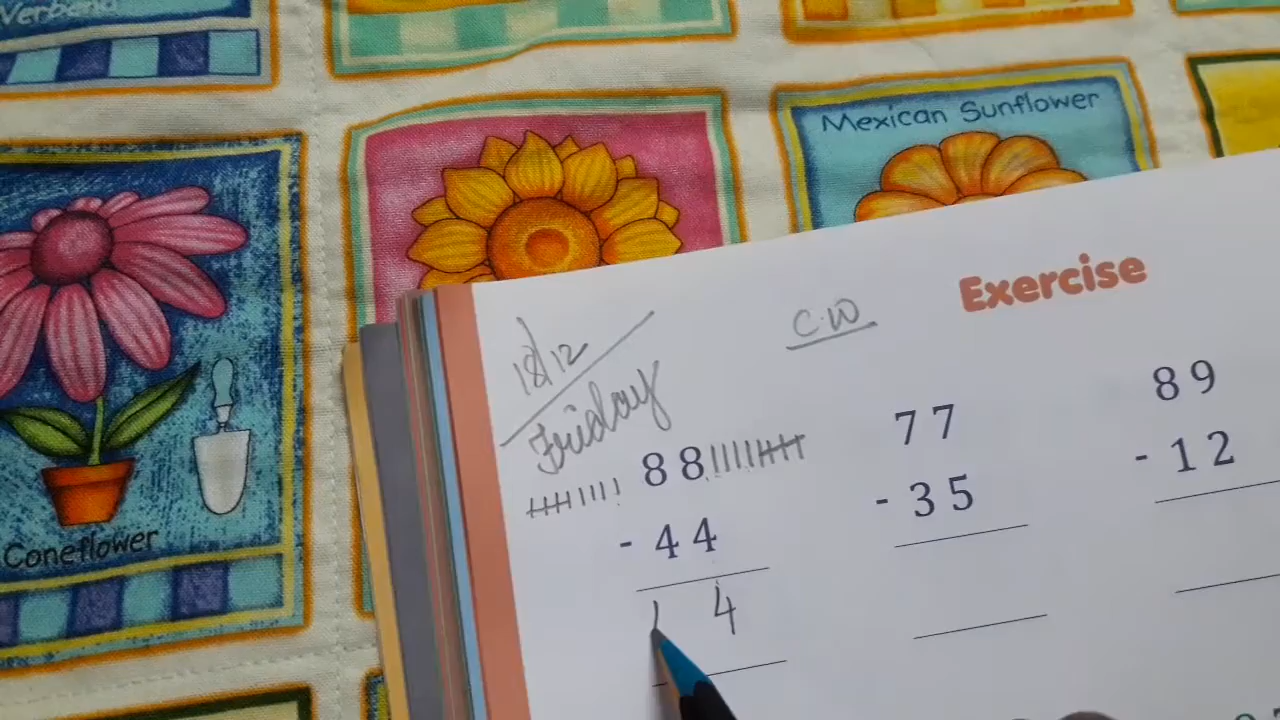 Verbena
Mexican Sunflower
Coneflower
Exercise
18/12
C.W
Friday
88
- 44
4
77
- 35
89
- 12